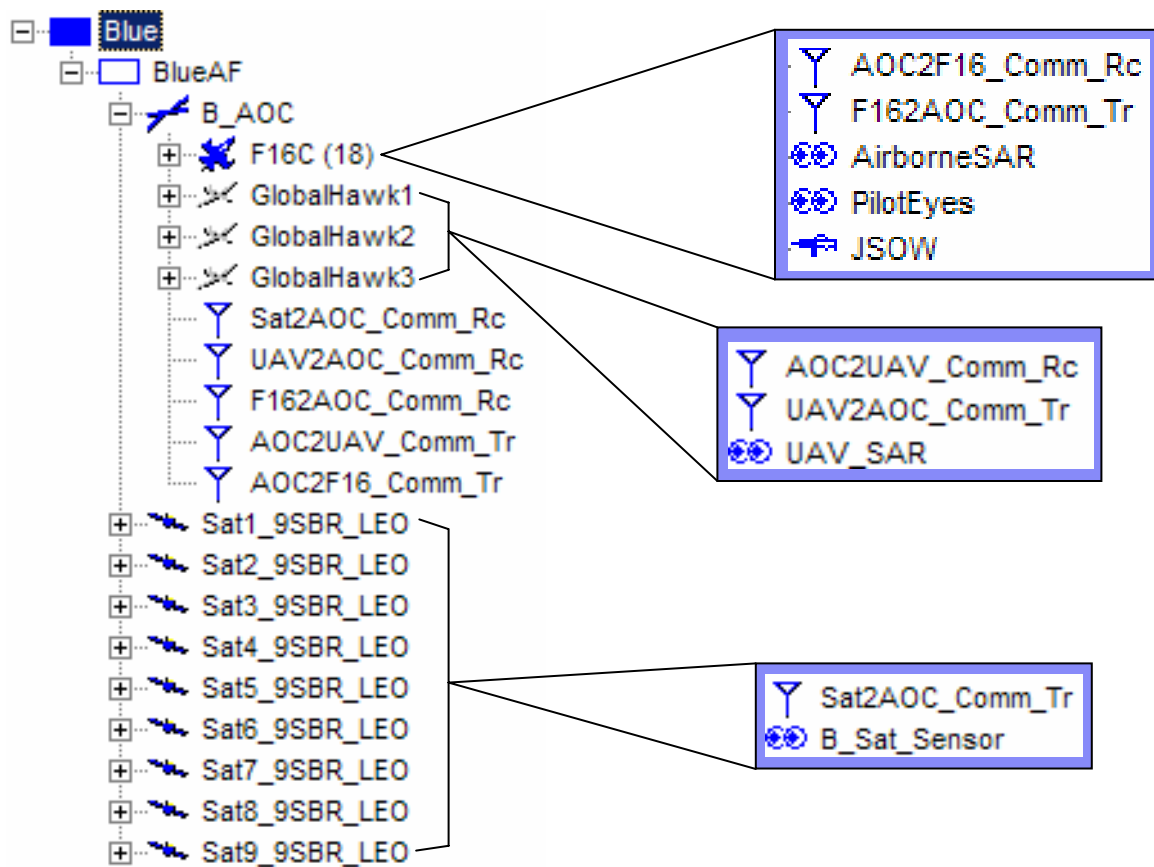 Blue
BlueAF
B_AOC
F16C (18)
GlobalHawk1
GlobalHawk2
GlobalHawk3
Sat2AOC_Comm_Rc
UAV2AOC_Comm_Rc
F162AOC_Comm_Rc
AOC2UAV_Comm_Tr
AOC2F16_Comm_Tr
Sat1_9SBR_LEO
Sat2_9SBR_LEO
Sat3_9SBR_LEO
Sat4_9SBR_LEO
Sat5_9SBR_LEO
Sat6_9SBR_LEO
Sat7_9SBR_LEO
Sat8_9SBR_LEO
Sat9_9SBR_LEO
AOC2F16_Comm_Rc
F162AOC_Comm_Tr
AirborneSAR
PilotEyes
JSOW
AOC2UAV_Comm_Rc
UAV2AOC_Comm_Tr
UAV_SAR
Sat2AOC_Comm_Tr
B_Sat_Sensor